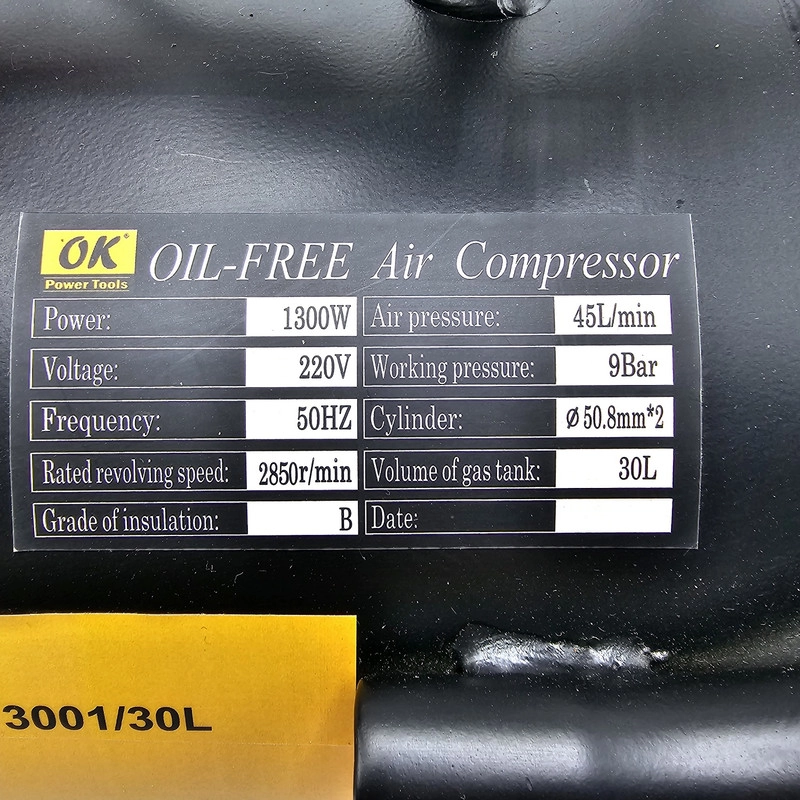 OK®
Power Tools
OIL-FREE Air Compressor
Power: 1300W
Air pressure: 45L/min
Voltage: 220V
Working pressure: 9Bar
Frequency: 50HZ
Cylinder: Ø50.8mm*2
Rated revolving speed: 2850r/min
Volume of gas tank: 30L
Grade of insulation: B
Date:
3001/30L